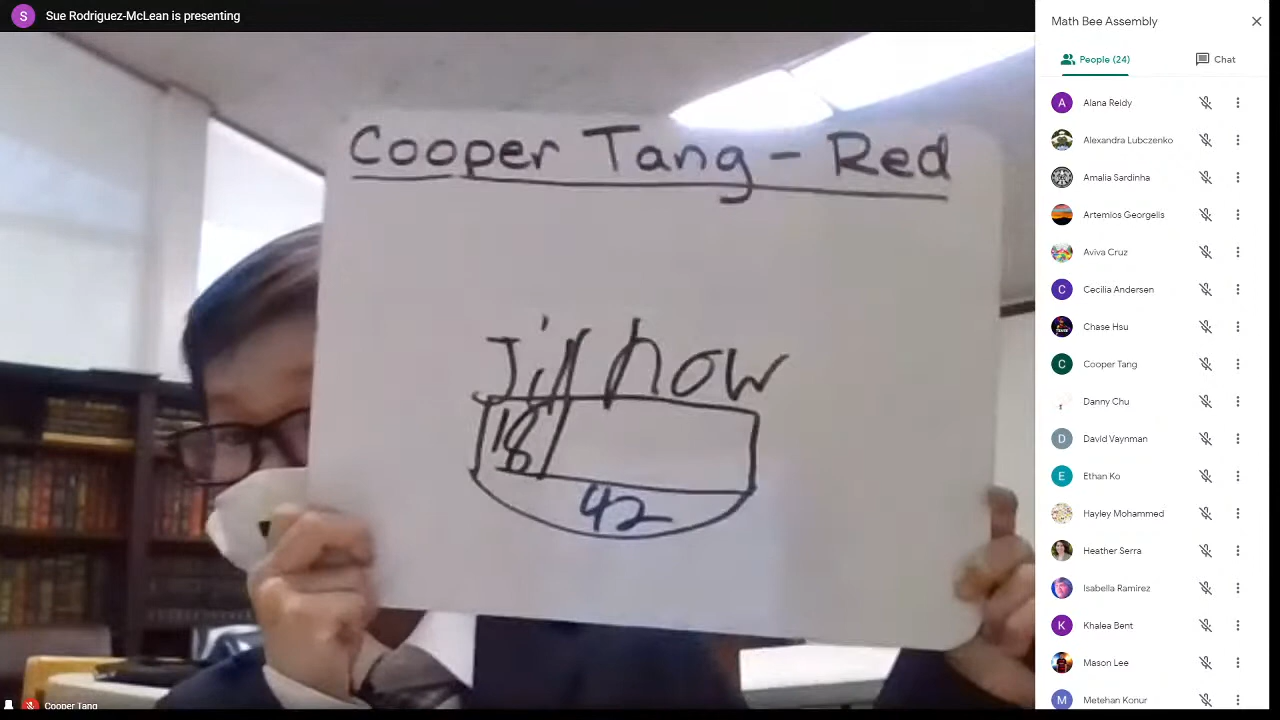 S
Sue Rodriguez-McLean is presenting
Cooper Tang - Red
now
18
42
Cooper Tang
Math Bee Assembly
People (24)
Chat
A
Alana Reidy
Alexandra Lubczenko
Amalia Sardinha
Artemios Georgelis
Aviva Cruz
C
Cecilia Andersen
Chase Hsu
C
Cooper Tang
Danny Chu
D
David Vaynman
E
Ethan Ko
Hayley Mohammed
Heather Serra
Isabella Ramirez
K
Khalea Bent
Mason Lee
M
Metehan Konur